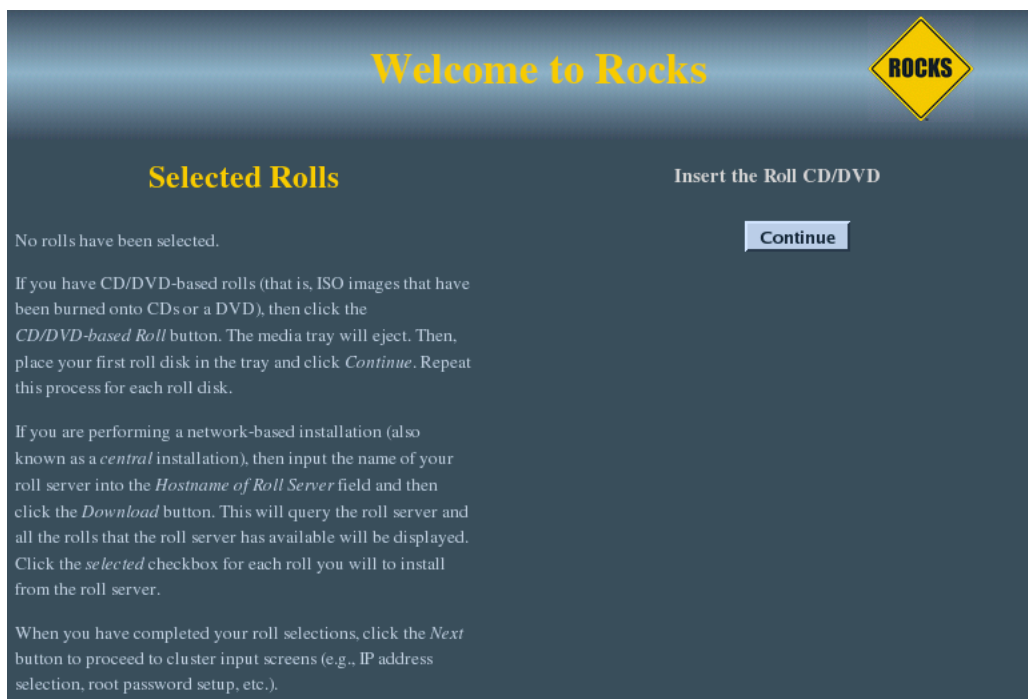 Welcome to Rocks
ROCKS
Selected Rolls
Insert the Roll CD/DVD
Continue
No rolls have been selected.
If you have CD/DVD-based rolls (that is, ISO images that have
been burned onto CDs or a DVD), then click the
CD/DVD-based Roll button. The media tray will eject. Then,
place your first roll disk in the tray and click Continue. Repeat
this process for each roll disk.
If you are performing a network-based installation (also
known as a central installation), then input the name of your
roll server into the Hostname of Roll Server field and then
click the Download button. This will query the roll server and
all the rolls that the roll server has available will be displayed.
Click the selected checkbox for each roll you will to install
from the roll server.
When you have completed your roll selections, click the Next
button to proceed to cluster input screens (e.g., IP address
selection, root password setup, etc.).